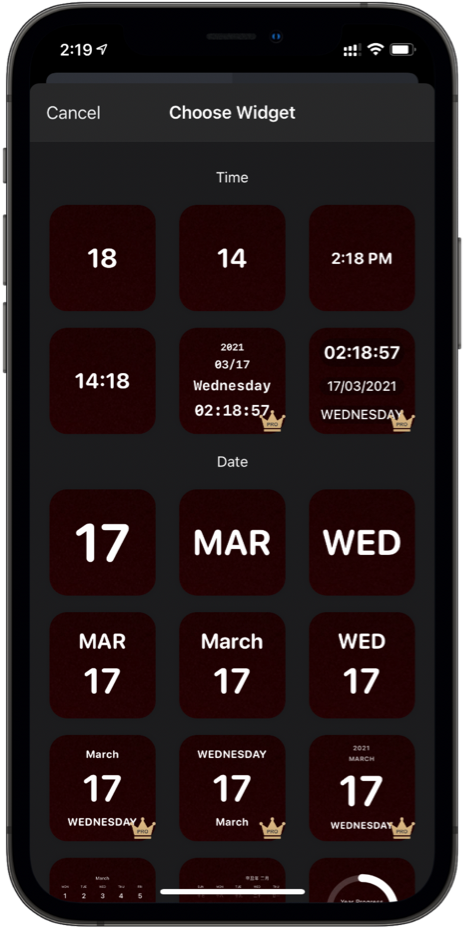 2:19
Cancel
Choose Widget
Time
18
14
2:18 PM
14:18
2021
03/17
Wednesday
02:18:57
PRO
02:18:57
17/03/2021
WEDNESDAY
PRO
Date
17
MAR
WED
MAR
17
March
17
WED
17
March
17
WEDNESDAY
PRO
WEDNESDAY
17
March
PRO
2021
MARCH
17
WEDNESDAY
PRO
March
1 2 3 4 5
Year Progress